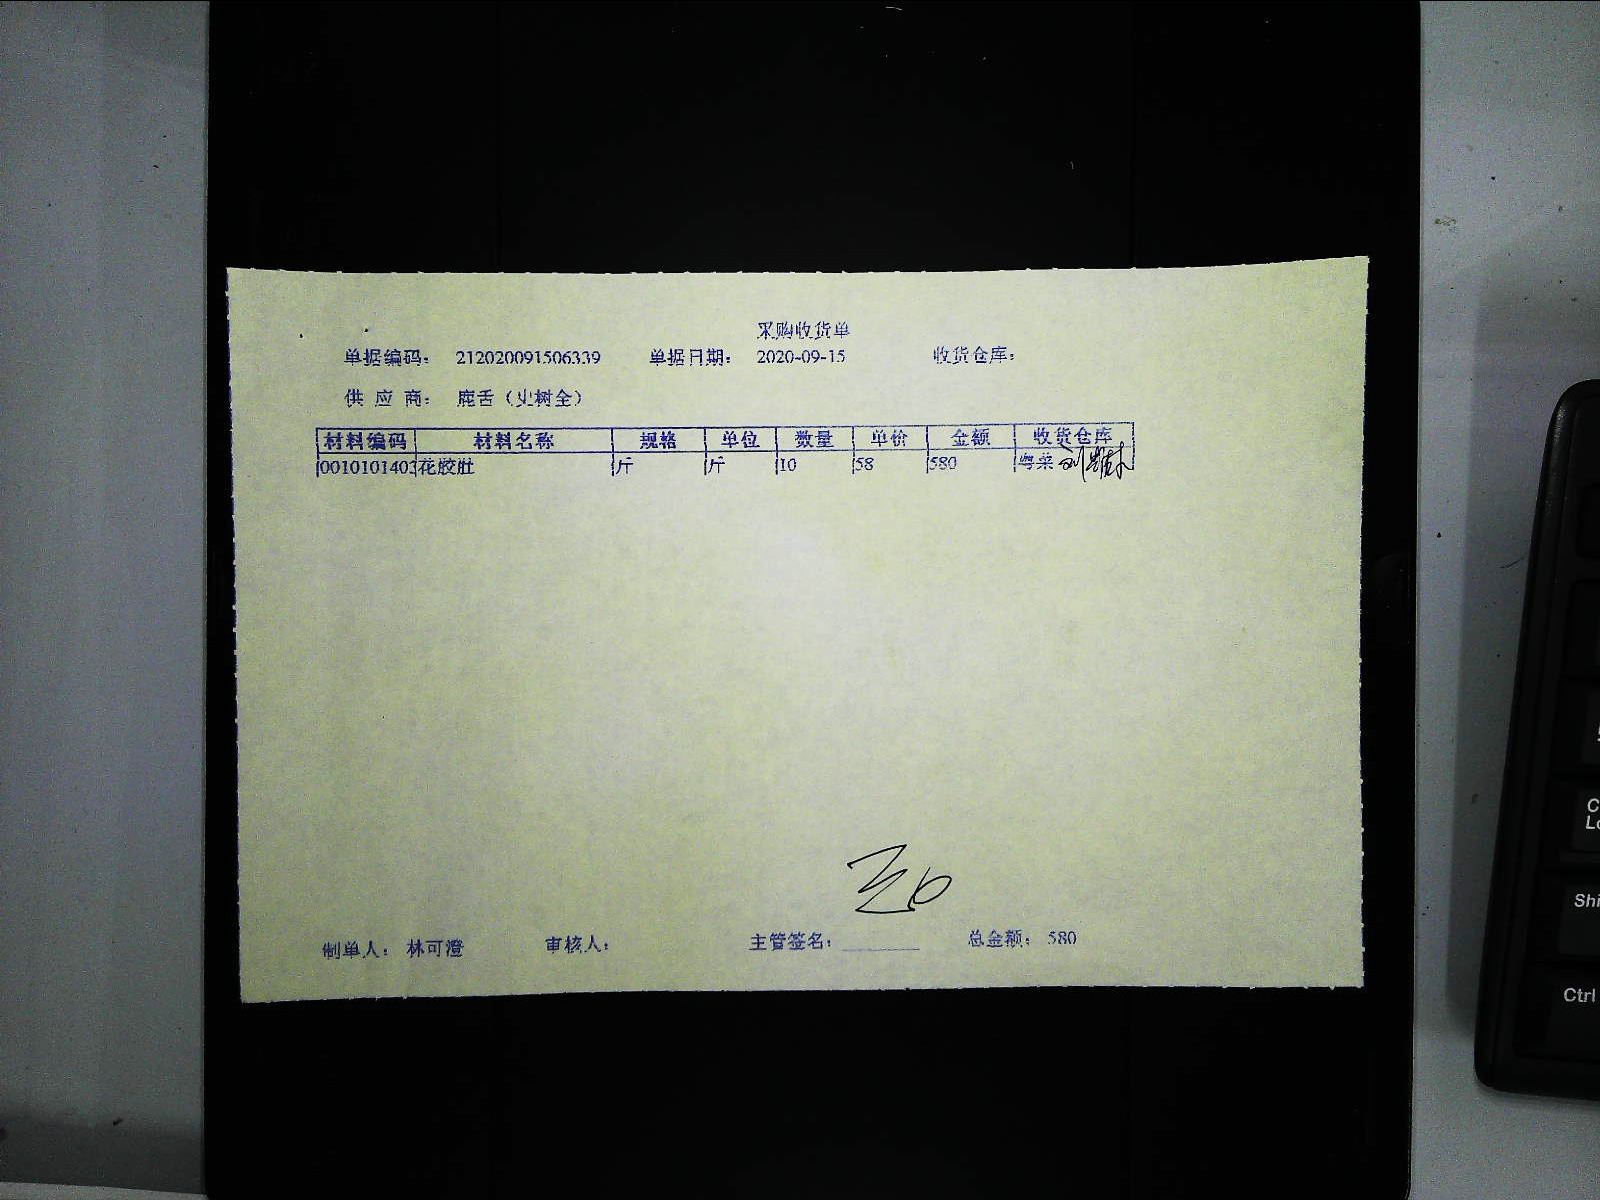 采购收货单
单据编码： 212020091506339 单据日期： 2020-09-15 收货仓库：
供 应 商： 鹿舌（史树全）
材料编码 材料名称 规格 单位 数量 单价 金额 收货仓库
0010101403 花胶肚 斤 斤 10 58 580 粤菜
制单人： 林可澄 审核人： 主管签名： 总金额： 580
C
Shi
Ctrl